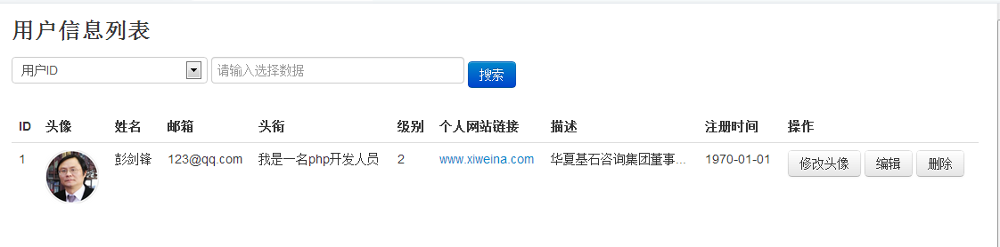 用户信息列表
用户ID 请输入选择数据 搜索
ID 头像 姓名 邮箱 头衔 级别 个人网站链接 描述 注册时间 操作
1 彭剑锋 123@qq.com 我是一名php开发人员 2 www.xiweina.com 华夏基石咨询集团董事... 1970-01-01 修改头像 编辑 删除